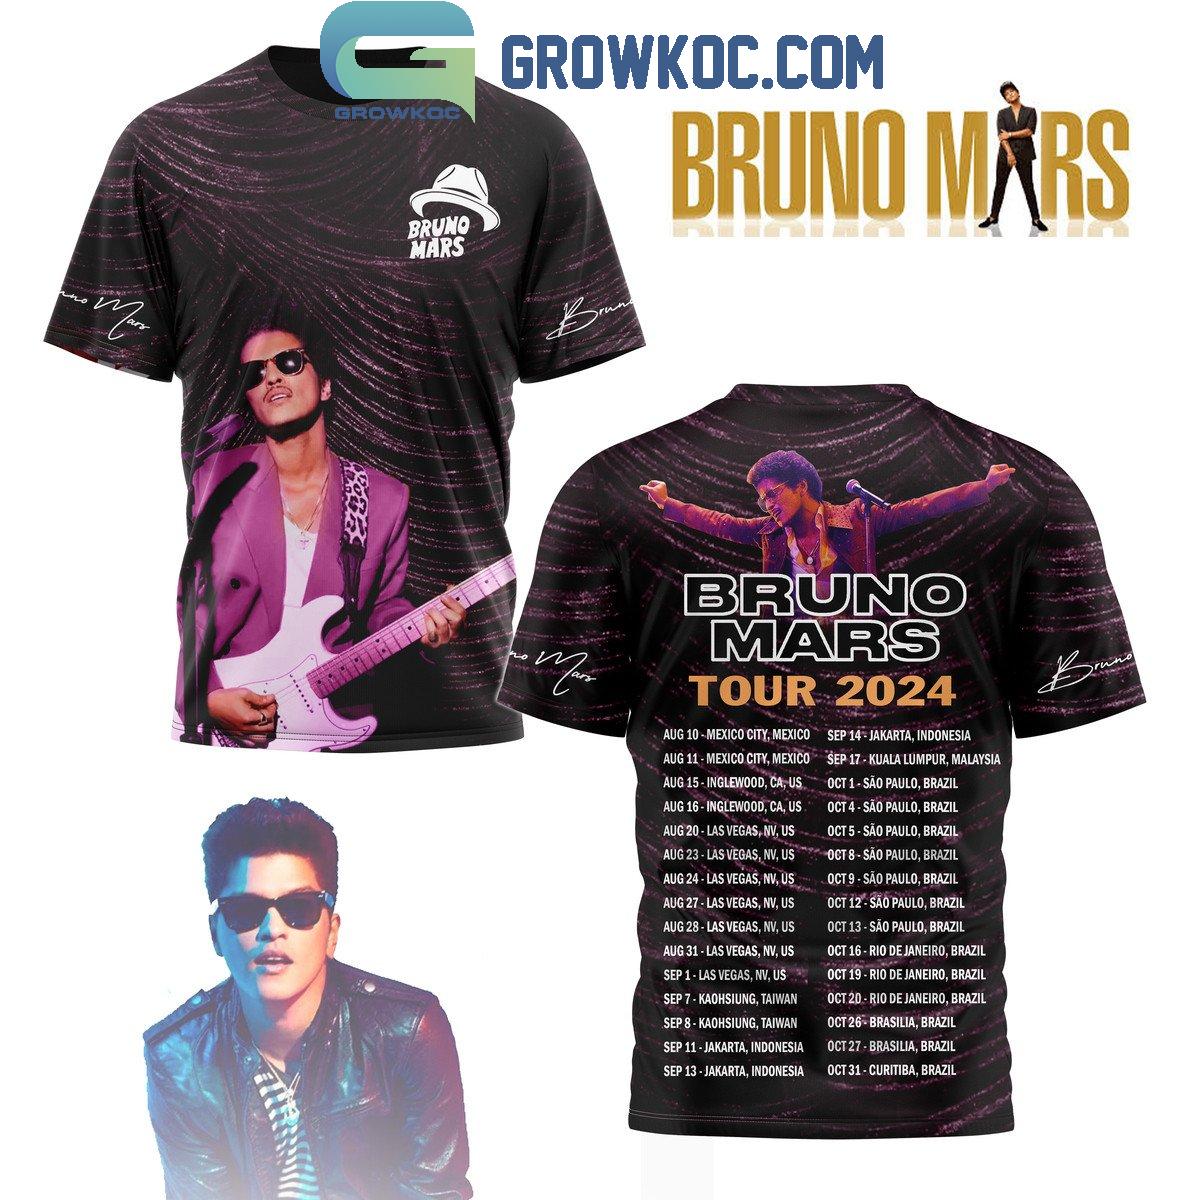 GROWKOC
GROWKOC.COM
BRUNO MARS
BRUNO
MARS
Bruno
Mars
BRUNO
MARS
TOUR 2024
AUG 10 - MEXICO CITY, MEXICO
AUG 11 - MEXICO CITY, MEXICO
AUG 15 - INGLEWOOD, CA, US
AUG 16 - INGLEWOOD, CA, US
AUG 20 - LAS VEGAS, NV, US
AUG 23 - LAS VEGAS, NV, US
AUG 24 - LAS VEGAS, NV, US
AUG 27 - LAS VEGAS, NV, US
AUG 28 - LAS VEGAS, NV, US
AUG 31 - LAS VEGAS, NV, US
SEP 1 - LAS VEGAS, NV, US
SEP 7 - KAOHSIUNG, TAIWAN
SEP 8 - KAOHSIUNG, TAIWAN
SEP 11 - JAKARTA, INDONESIA
SEP 13 - JAKARTA, INDONESIA
SEP 14 - JAKARTA, INDONESIA
SEP 17 - KUALA LUMPUR, MALAYSIA
OCT 1 - SÃO PAULO, BRAZIL
OCT 4 - SÃO PAULO, BRAZIL
OCT 5 - SÃO PAULO, BRAZIL
OCT 8 - SÃO PAULO, BRAZIL
OCT 9 - SÃO PAULO, BRAZIL
OCT 12 - SÃO PAULO, BRAZIL
OCT 13 - SÃO PAULO, BRAZIL
OCT 16 - RIO DE JANEIRO, BRAZIL
OCT 19 - RIO DE JANEIRO, BRAZIL
OCT 20 - RIO DE JANEIRO, BRAZIL
OCT 26 - BRASILIA, BRAZIL
OCT 27 - BRASILIA, BRAZIL
OCT 31 - CURITIBA, BRAZIL
Mars
Bruno